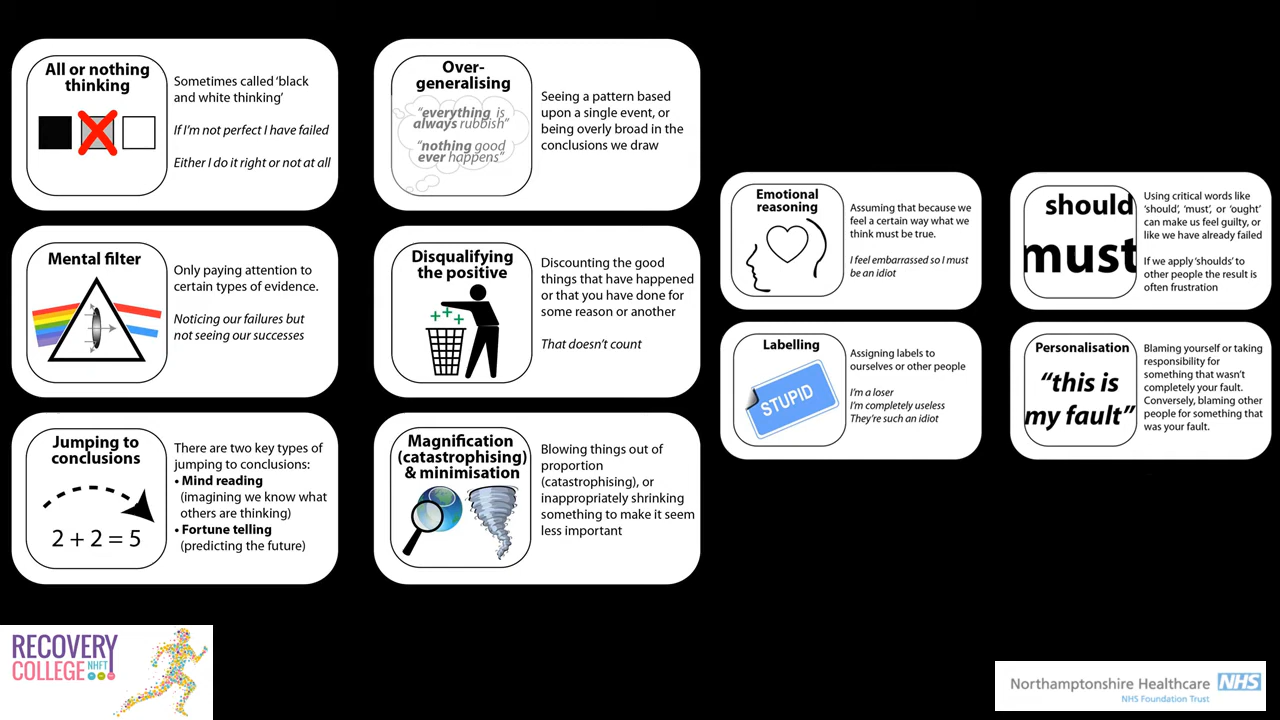 All or nothing
thinking
Sometimes called ‘black
and white thinking’
If I’m not perfect I have failed
Either I do it right or not at all
Over-
generalising
“everything is
always rubbish”
“nothing good
ever happens”
Seeing a pattern based
upon a single event, or
being overly broad in the
conclusions we draw
Mental filter
Only paying attention to
certain types of evidence.
Noticing our failures but
not seeing our successes
Disqualifying
the positive
Discounting the good
things that have happened
or that you have done for
some reason or another
That doesn’t count
Jumping to
conclusions
2 + 2 = 5
There are two key types of
jumping to conclusions:
• Mind reading
(imagining we know what
others are thinking)
• Fortune telling
(predicting the future)
Magnification
(catastrophising)
& minimisation
Blowing things out of
proportion
(catastrophising), or
inappropriately shrinking
something to make it seem
less important
Emotional
reasoning
Assuming that because we
feel a certain way what we
think must be true.
I feel embarrassed so I must
be an idiot
should
must
Using critical words like
‘should’, ‘must’, or ‘ought’
can make us feel guilty, or
like we have already failed
If we apply ‘shoulds’ to
other people the result is
often frustration
Labelling
STUPID
Assigning labels to
ourselves or other people
I’m a loser
I’m completely useless
They’re such an idiot
Personalisation
“this is
my fault”
Blaming yourself or taking
responsibility for
something that wasn’t
completely your fault.
Conversely, blaming other
people for something that
was your fault.
RECOVERY
COLLEGE NHFT
Northamptonshire Healthcare NHS
NHS Foundation Trust